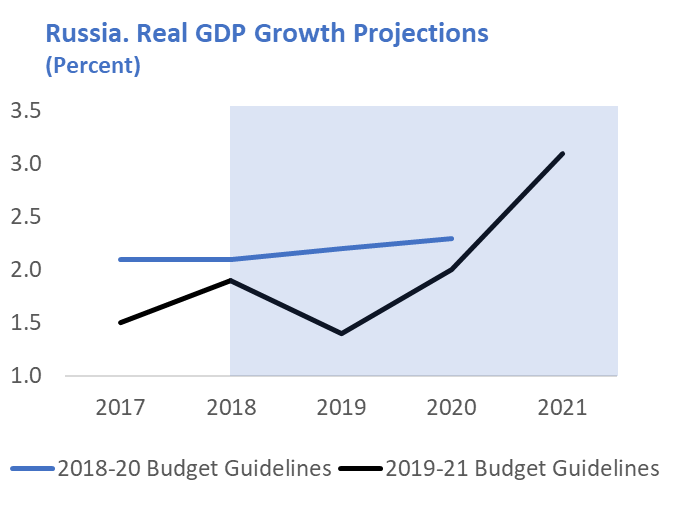 Russia. Real GDP Growth Projections
(Percent)
3.5
3.0
2.5
2.0
1.5
1.0
2017 2018 2019 2020 2021
2018-20 Budget Guidelines 2019-21 Budget Guidelines